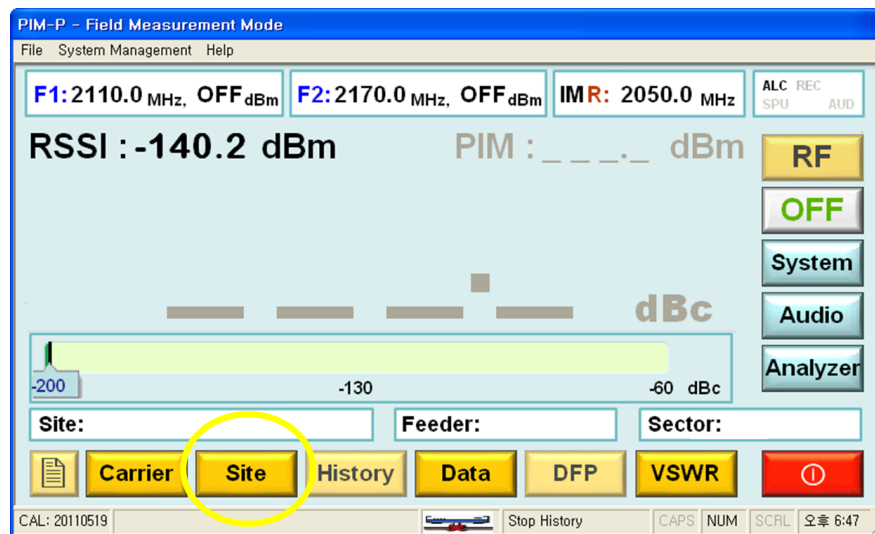 PIM-P - Field Measurement Mode
File System Management Help
F1:2110.0 MHz, OFF dBm F2:2170.0 MHz, OFF dBm IMR: 2050.0 MHz ALC REC
SPU AUD
RSSI :-140.2 dBm PIM :_ _ _._ dBm
RF
OFF
System
dBc
Audio
Analyzer
-200 -130 -60 dBc
Site: Feeder: Sector:
Carrier Site History Data DFP VSWR
CAL: 20110519 Stop History CAPS NUM SCRL 오후 6:47